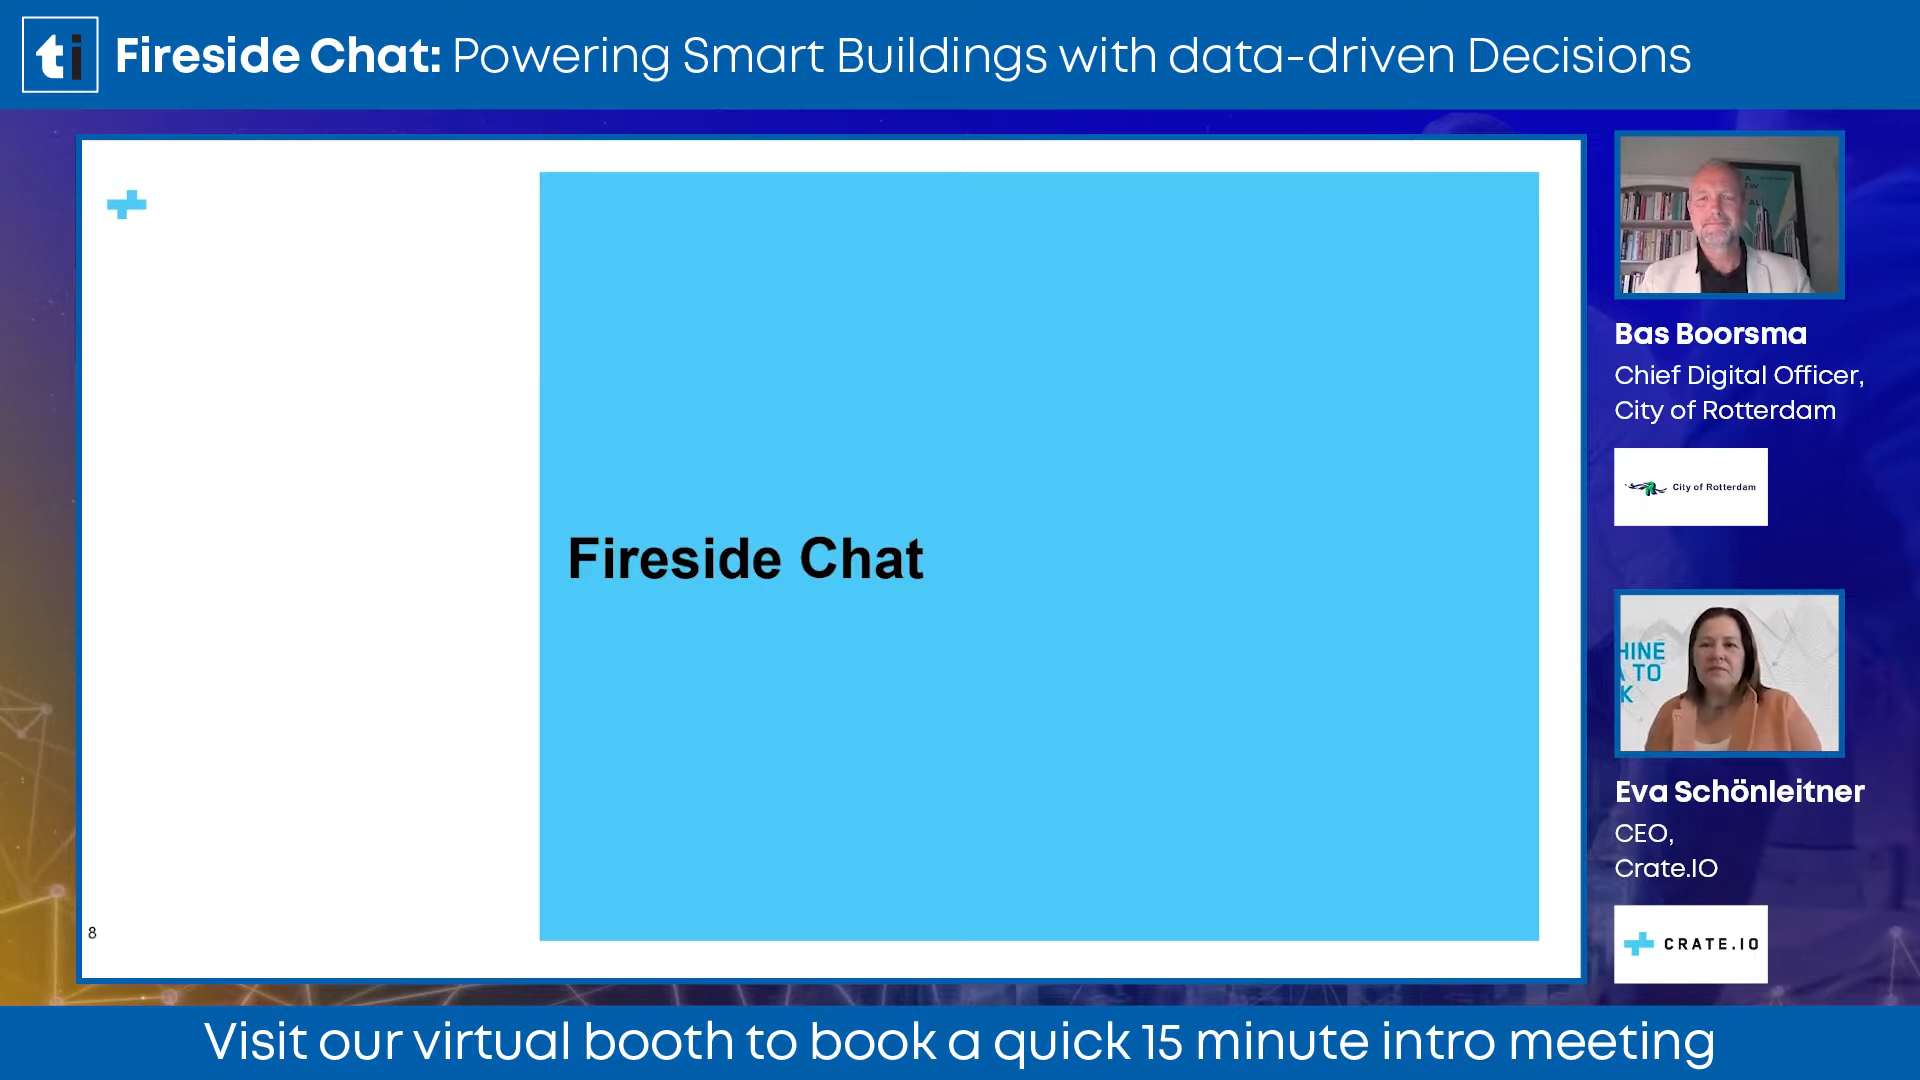 ti
Fireside Chat: Powering Smart Buildings with data-driven Decisions
Fireside Chat
8
Bas Boorsma
Chief Digital Officer,
City of Rotterdam
City of Rotterdam
HINE
TO
K
Eva Schönleitner
CEO,
Crate.IO
CRATE.IO
Visit our virtual booth to book a quick 15 minute intro meeting